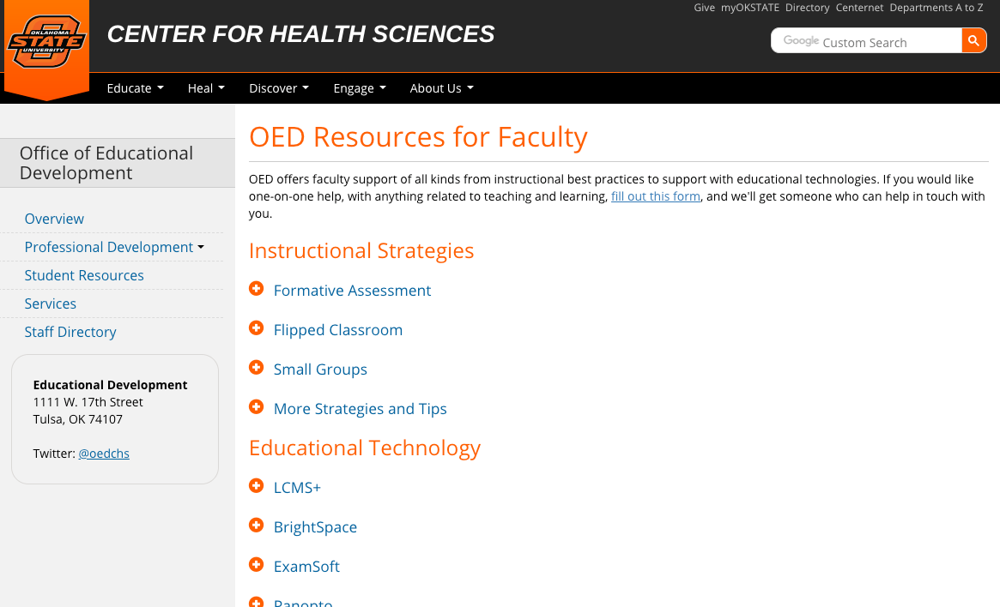 Give myOKSTATE Directory Centernet Departments A to Z
OKLAHOMA
STATE
UNIVERSITY
CENTER FOR HEALTH SCIENCES
Google Custom Search
Educate Heal Discover Engage About Us
Office of Educational
Development
Overview
Professional Development
Student Resources
Services
Staff Directory
Educational Development
1111 W. 17th Street
Tulsa, OK 74107
Twitter: @oedchs
OED Resources for Faculty
OED offers faculty support of all kinds from instructional best practices to support with educational technologies. If you would like
one-on-one help, with anything related to teaching and learning, fill out this form, and we'll get someone who can help in touch with
you.
Instructional Strategies
Formative Assessment
Flipped Classroom
Small Groups
More Strategies and Tips
Educational Technology
LCMS+
BrightSpace
ExamSoft
Panopto